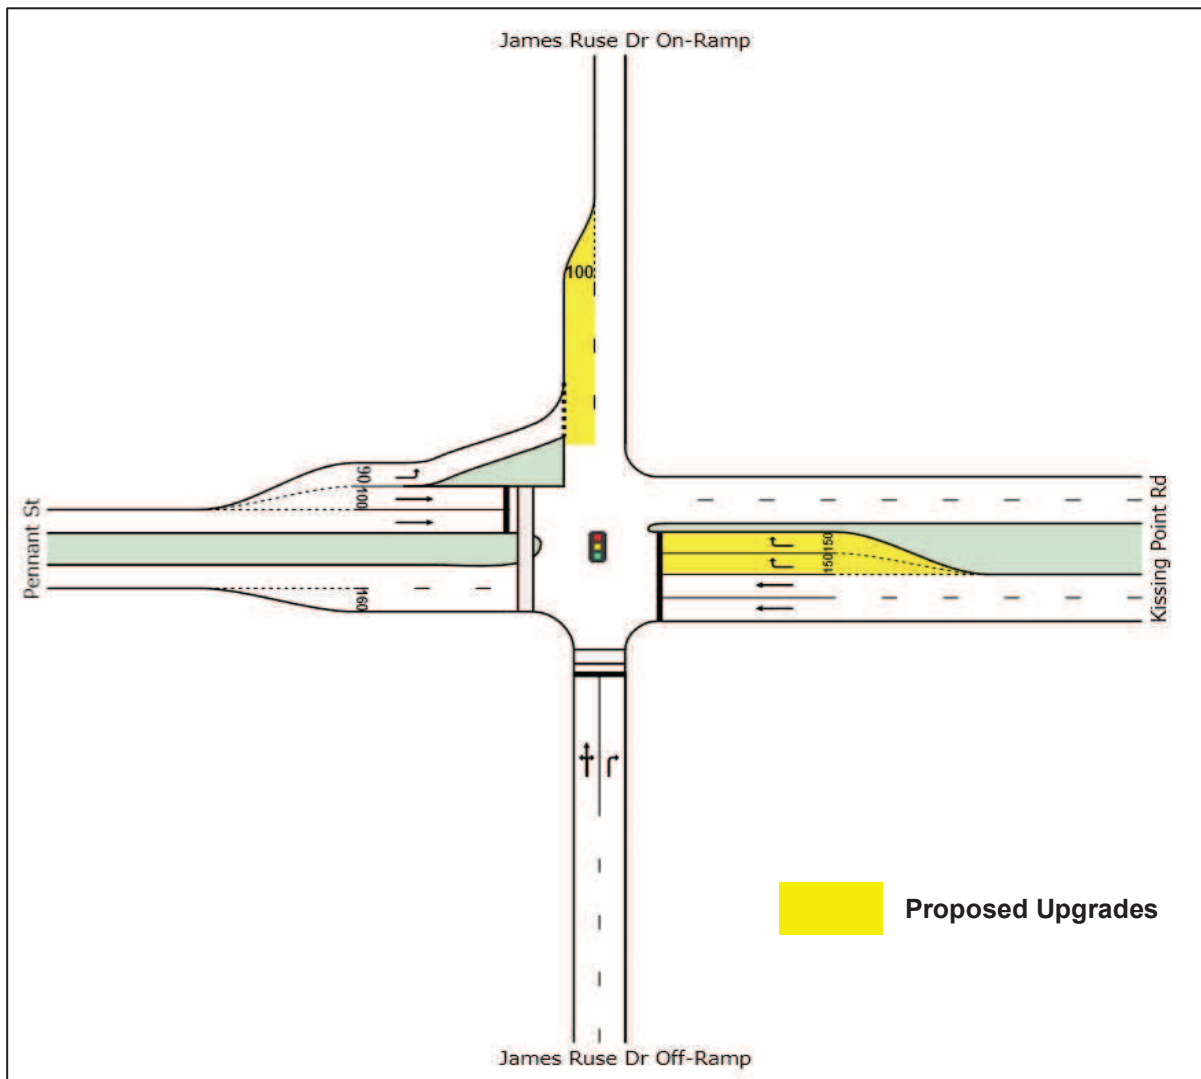 James Ruse Dr On-Ramp
100
90
100
Pennant St
Kissing Point Rd
150
150
160
Proposed Upgrades
James Ruse Dr Off-Ramp